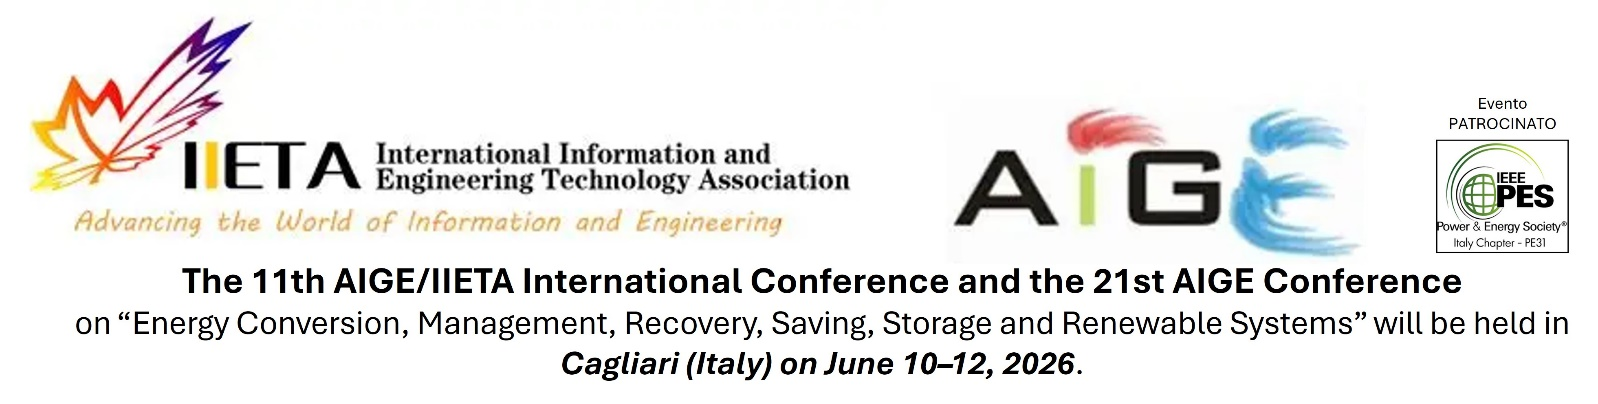 IIETA
International Information and
Engineering Technology Association
Advancing the World of Information and Engineering
AiGE
Evento
PATROCINATO
IEEE
PES
Power & Energy Society®
Italy Chapter - PE31
The 11th AIGE/IIETA International Conference and the 21st AIGE Conference
on “Energy Conversion, Management, Recovery, Saving, Storage and Renewable Systems” will be held in
Cagliari (Italy) on June 10–12, 2026.